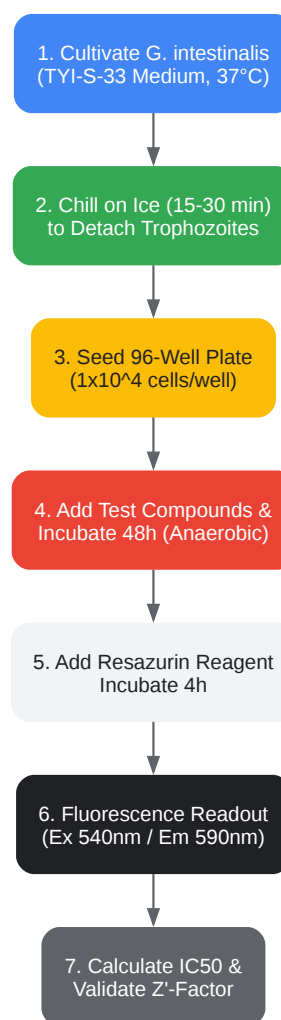 1. Cultivate G. intestinalis
(TYI-S-33 Medium, 37°C)
2. Chill on Ice (15-30 min)
to Detach Trophozoites
3. Seed 96-Well Plate
(1x10^4 cells/well)
4. Add Test Compounds &
Incubate 48h (Anaerobic)
5. Add Resazurin Reagent
Incubate 4h
6. Fluorescence Readout
(Ex 540nm / Em 590nm)
7. Calculate IC50 &
Validate Z'-Factor